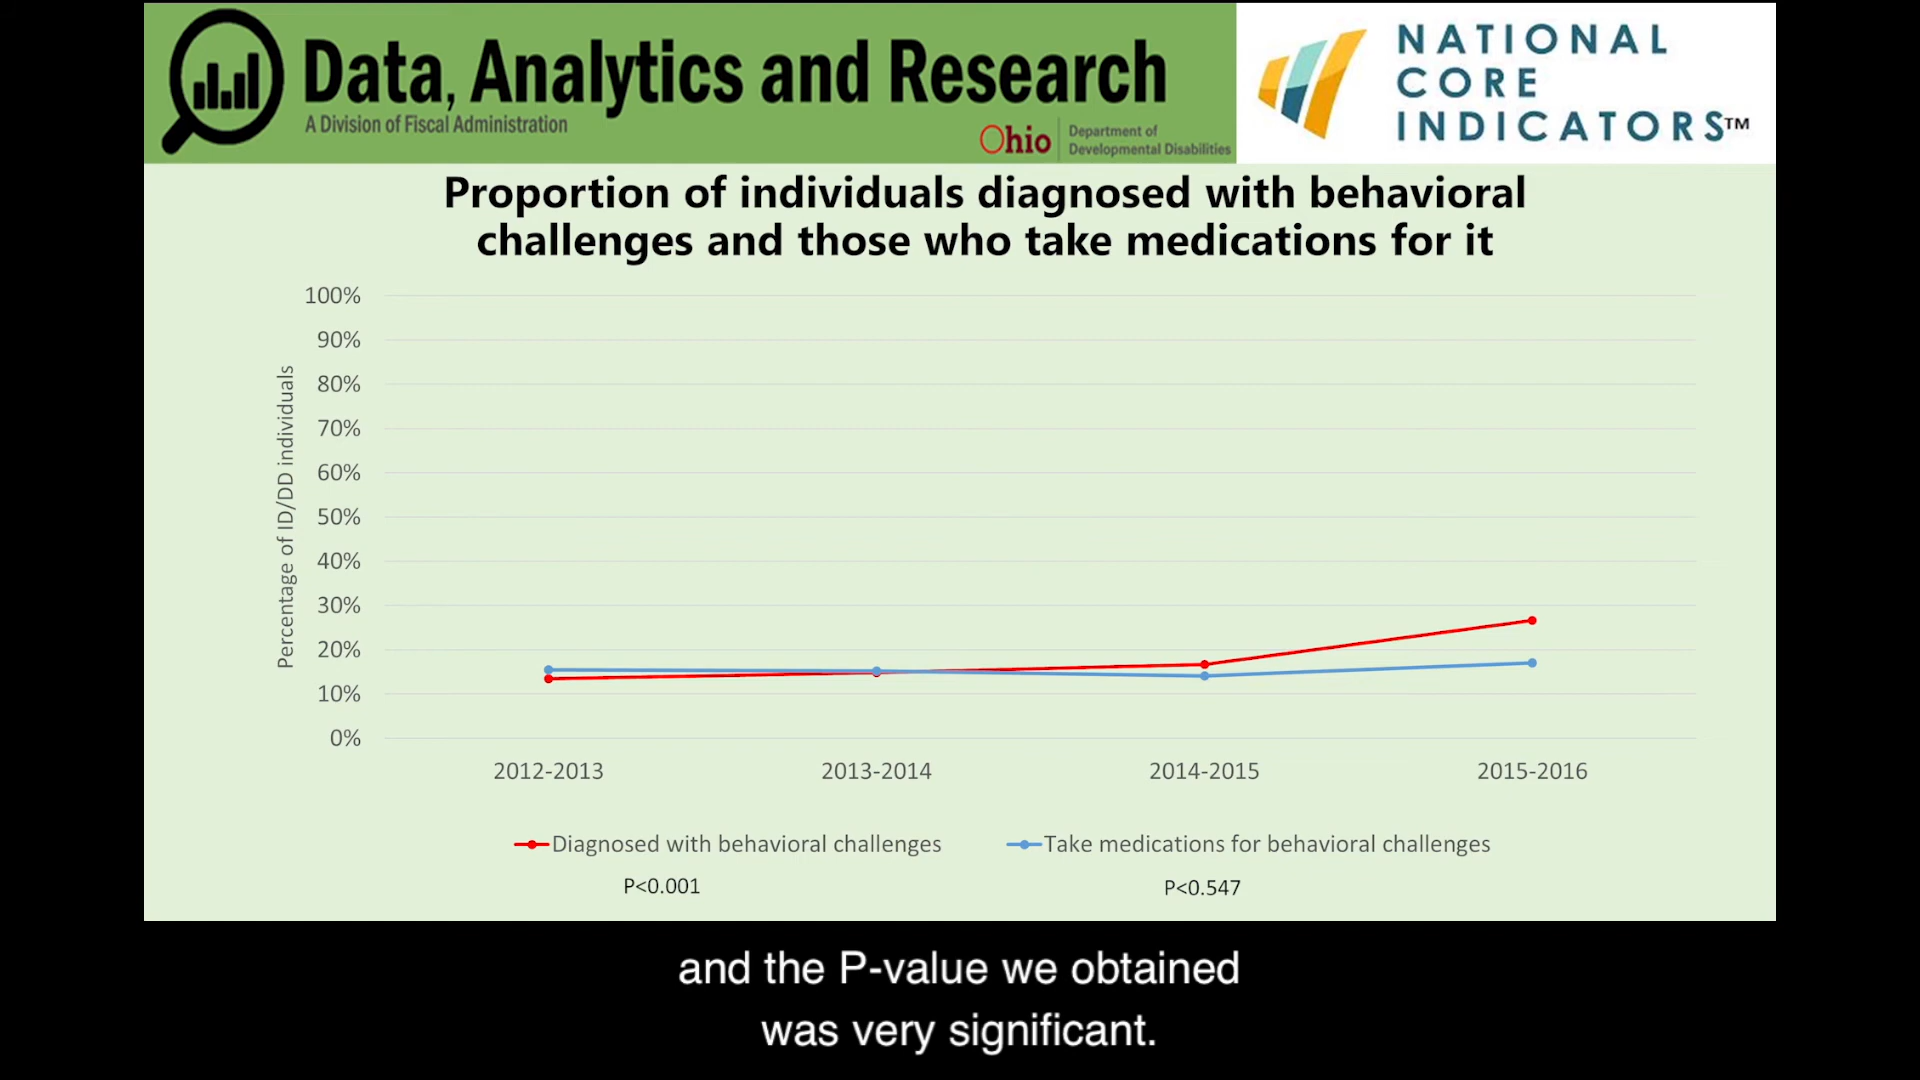 Data, Analytics and Research
A Division of Fiscal Administration
Ohio
Department of
Developmental Disabilities
NATIONAL
CORE
INDICATORS™
Proportion of individuals diagnosed with behavioral
challenges and those who take medications for it
Percentage of ID/DD individuals
100%
90%
80%
70%
60%
50%
40%
30%
20%
10%
0%
2012-2013 2013-2014 2014-2015 2015-2016
Diagnosed with behavioral challenges Take medications for behavioral challenges
P<0.001 P<0.547
and the P-value we obtained
was very significant.